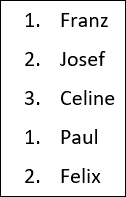 1. Franz
2. Josef
3. Celine
1. Paul
2. Felix